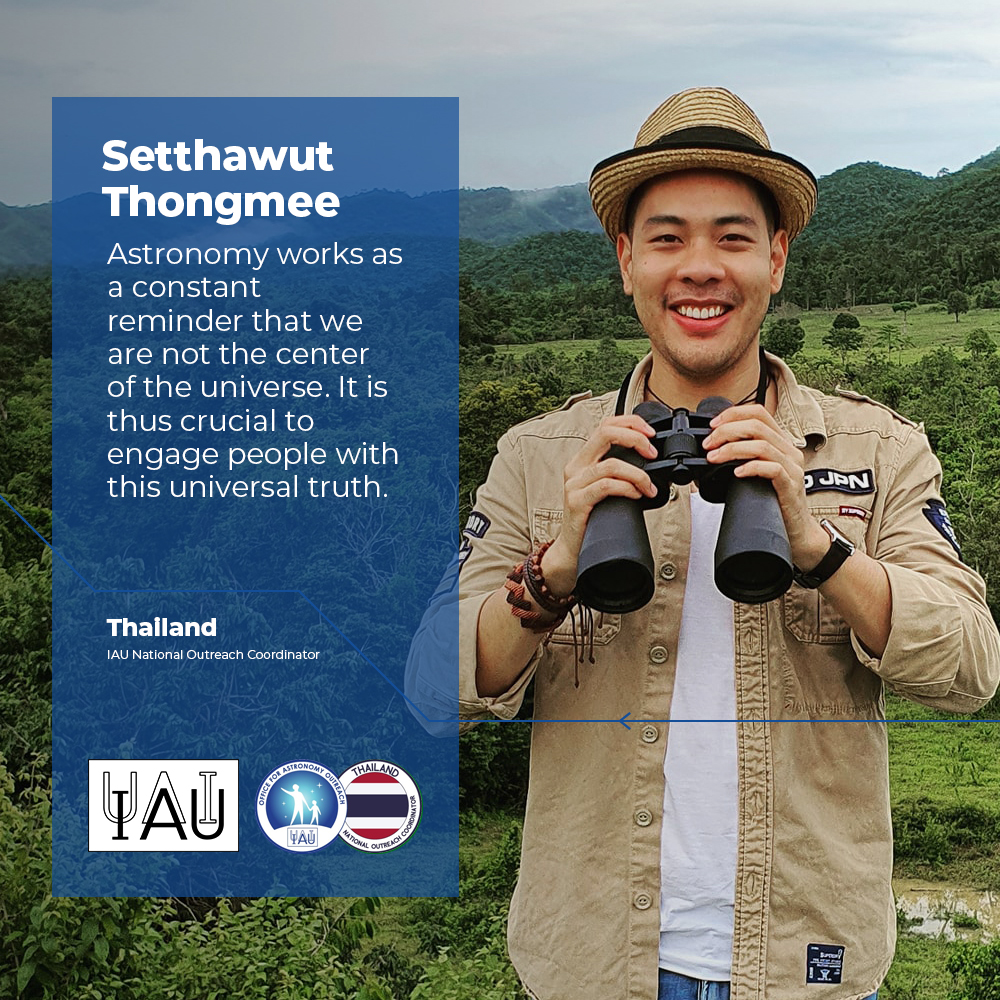 Setthawut
Thongmee
Astronomy works as
a constant
reminder that we
are not the center
of the universe. It is
thus crucial to
engage people with
this universal truth.
Thailand
IAU National Outreach Coordinator
IAU
OFFICE FOR ASTRONOMY OUTREACH
IAU
THAILAND
NATIONAL OUTREACH COORDINATOR
JPN